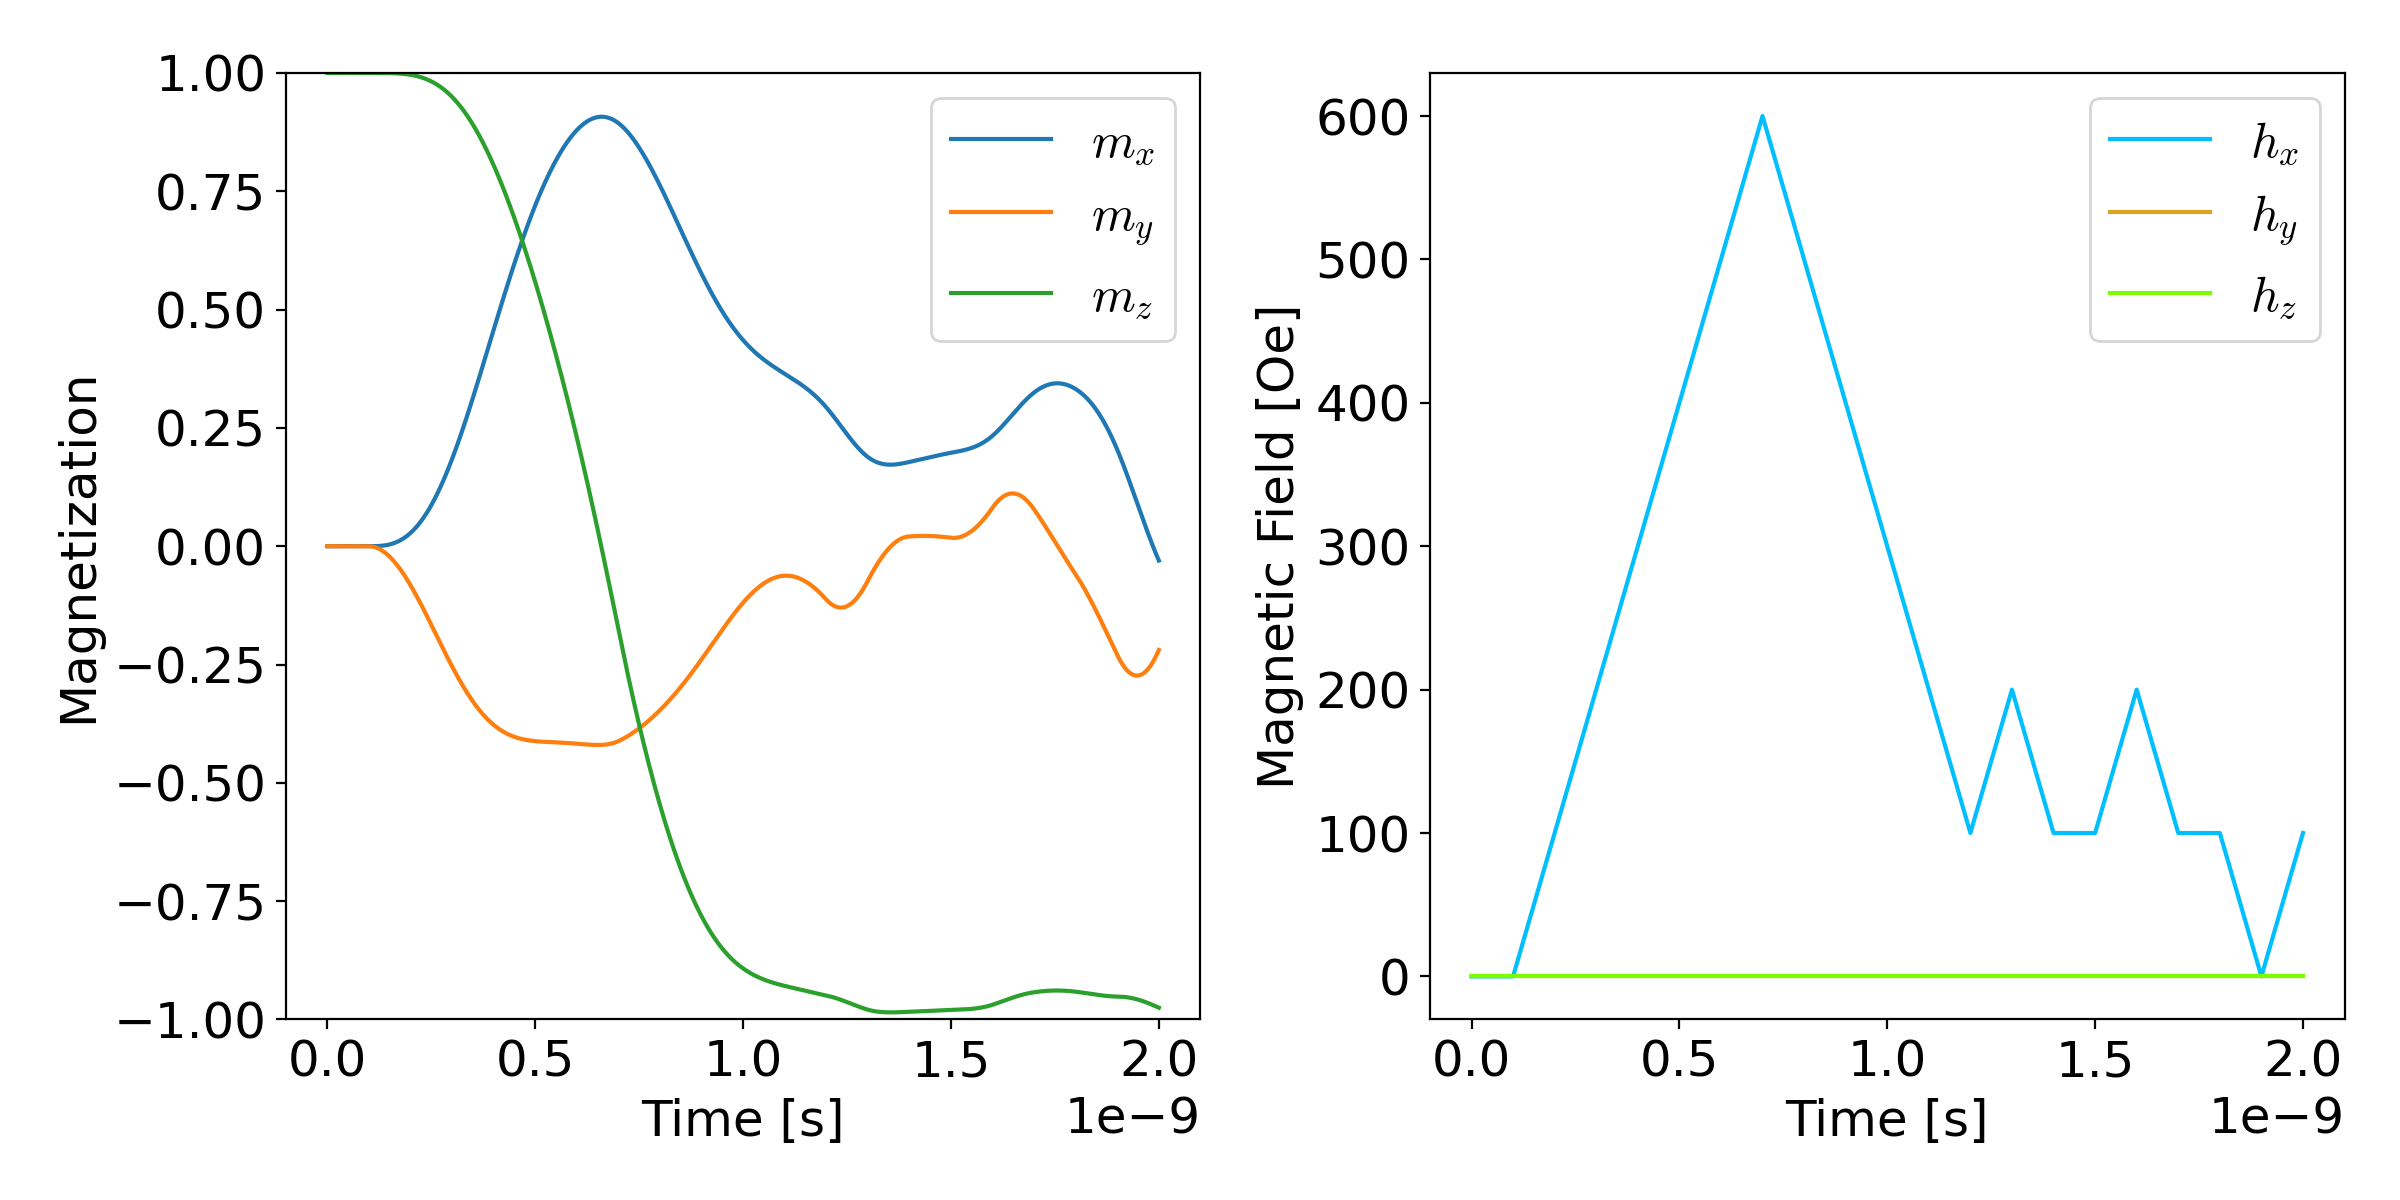 Magnetization
1.00
0.75
0.50
0.25
0.00
−0.25
−0.50
−0.75
−1.00
0.0 0.5 1.0 1.5 2.0
Time [s]
1e−9
m_x
m_y
m_z
Magnetic Field [Oe]
600
500
400
300
200
100
0
0.0 0.5 1.0 1.5 2.0
Time [s]
1e−9
h_x
h_y
h_z